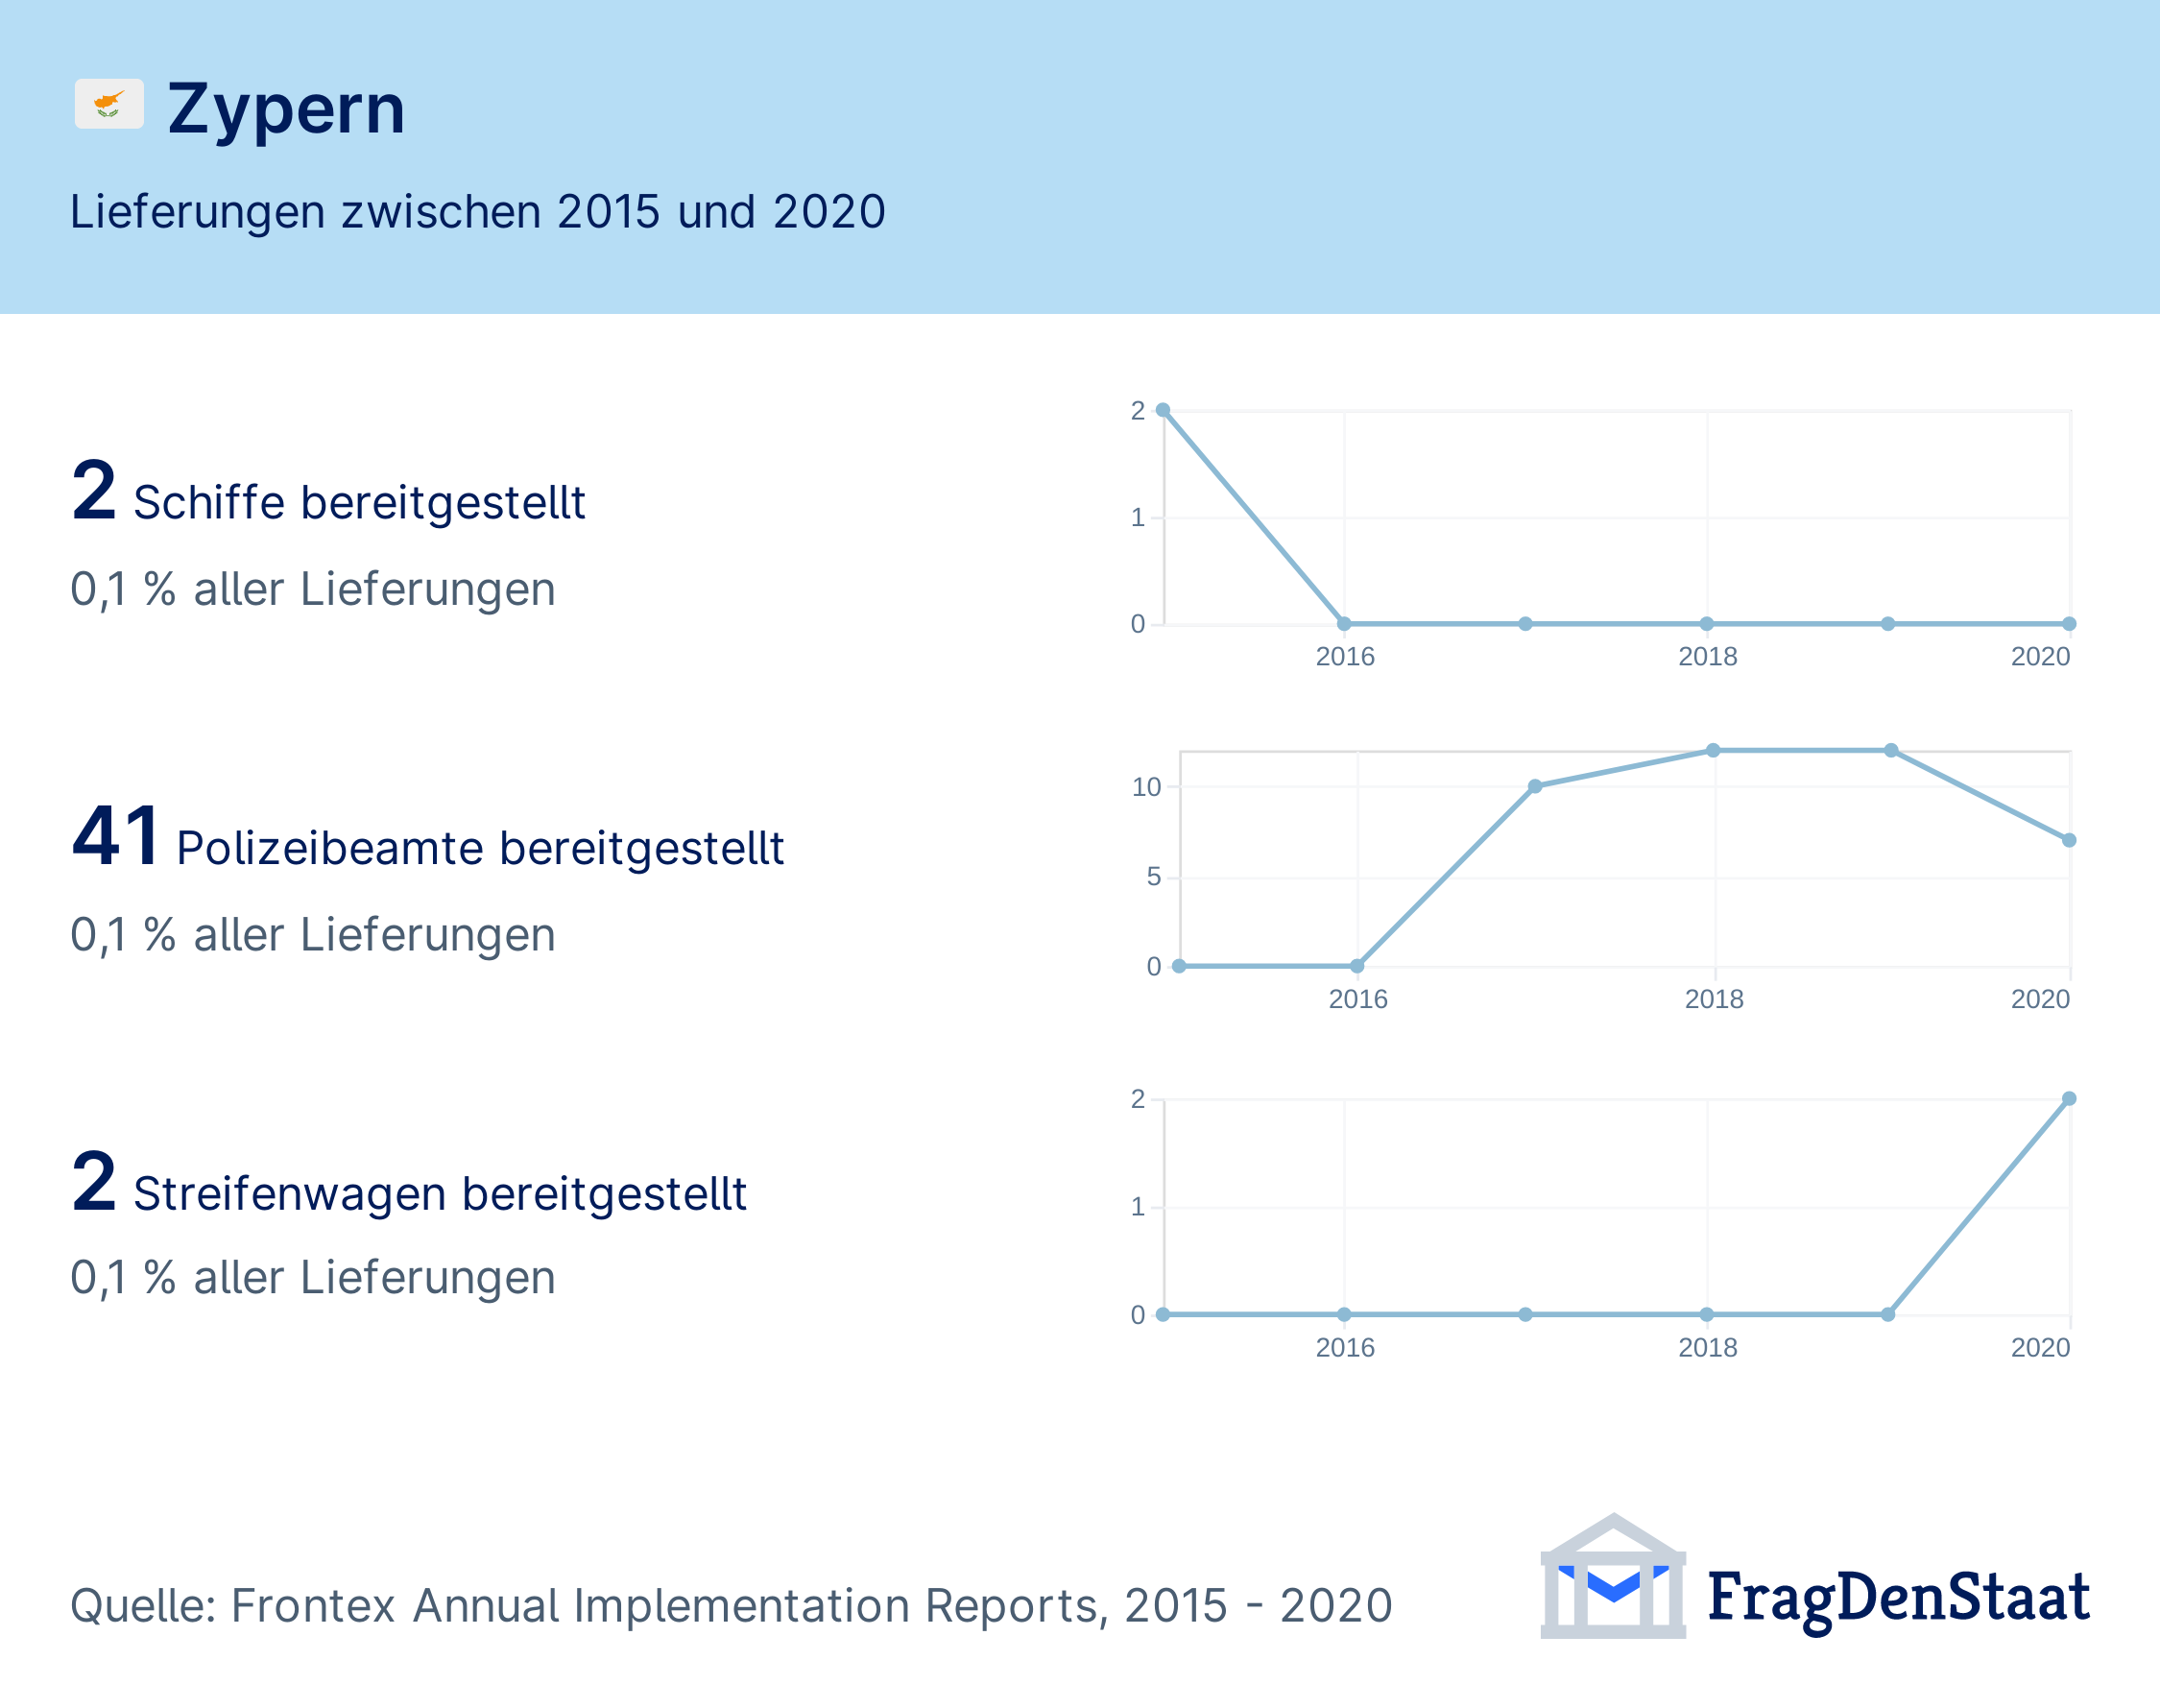 Zypern
Lieferungen zwischen 2015 und 2020
2 Schiffe bereitgestellt
0,1 % aller Lieferungen
2
1
0
2016 2018 2020
41 Polizeibeamte bereitgestellt
0,1 % aller Lieferungen
10
5
0
2016 2018 2020
2 Streifenwagen bereitgestellt
0,1 % aller Lieferungen
2
1
0
2016 2018 2020
Quelle: Frontex Annual Implementation Reports, 2015 - 2020
FragDenStaat